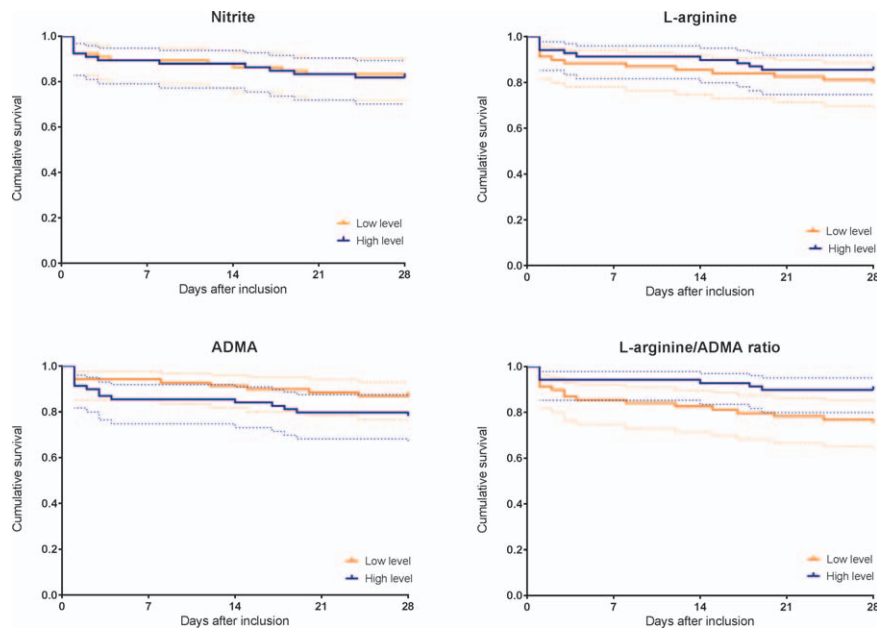 Nitrite
Cumulative survival
1.0
0.8
0.6
0.4
0.2
0.0
Low level
High level
0 7 14 21 28
Days after inclusion
L-arginine
Cumulative survival
1.0
0.8
0.6
0.4
0.2
0.0
Low level
High level
0 7 14 21 28
Days after inclusion
ADMA
Cumulative survival
1.0
0.8
0.6
0.4
0.2
0.0
Low level
High level
0 7 14 21 28
Days after inclusion
L-arginine/ADMA ratio
Cumulative survival
1.0
0.8
0.6
0.4
0.2
0.0
Low level
High level
0 7 14 21 28
Days after inclusion